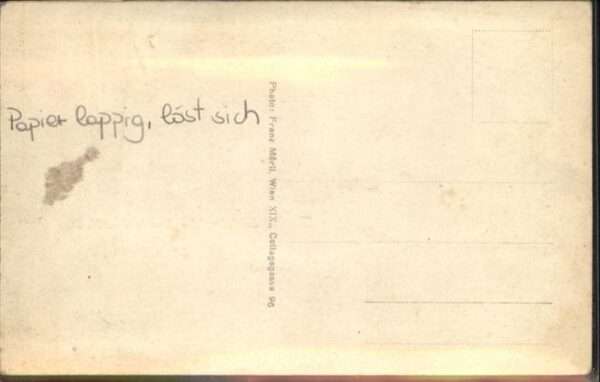 Papier lappig, löst sich
Photo: Franz Mörtl, Wien XIX., Cottagegasse 96